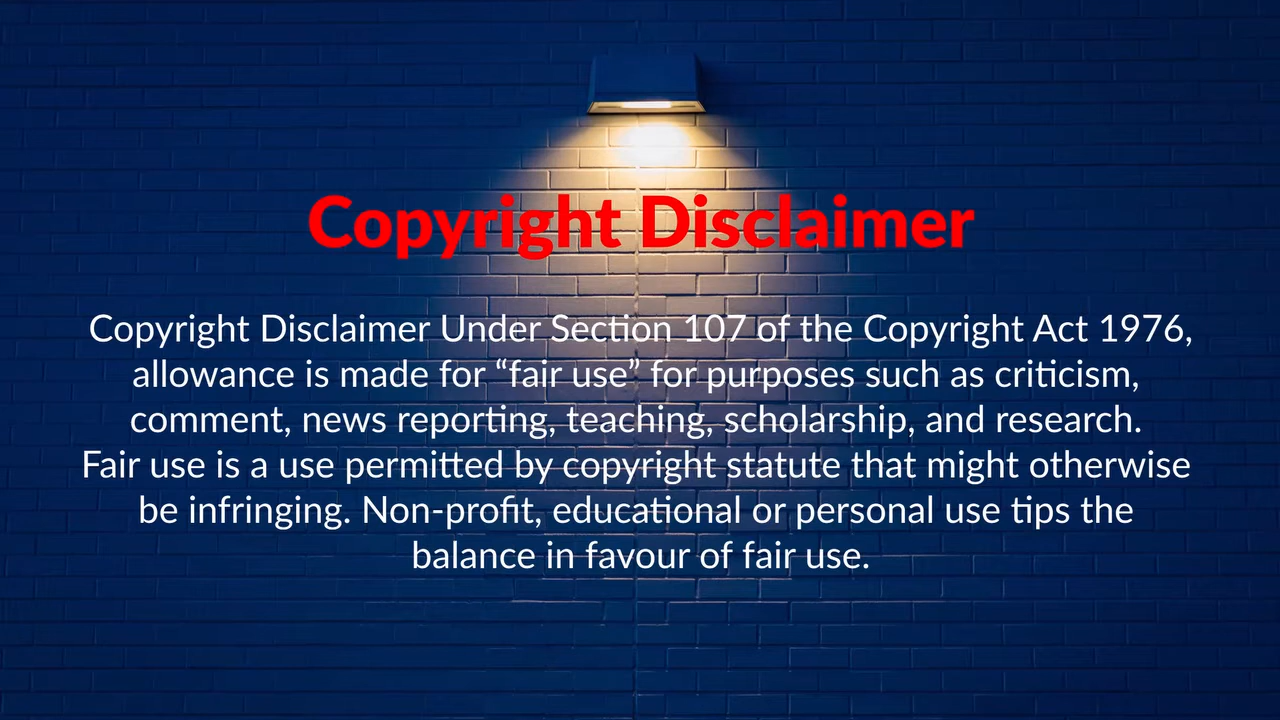 Copyright Disclaimer
Copyright Disclaimer Under Section 107 of the Copyright Act 1976,
allowance is made for “fair use” for purposes such as criticism,
comment, news reporting, teaching, scholarship, and research.
Fair use is a use permitted by copyright statute that might otherwise
be infringing. Non-profit, educational or personal use tips the
balance in favour of fair use.